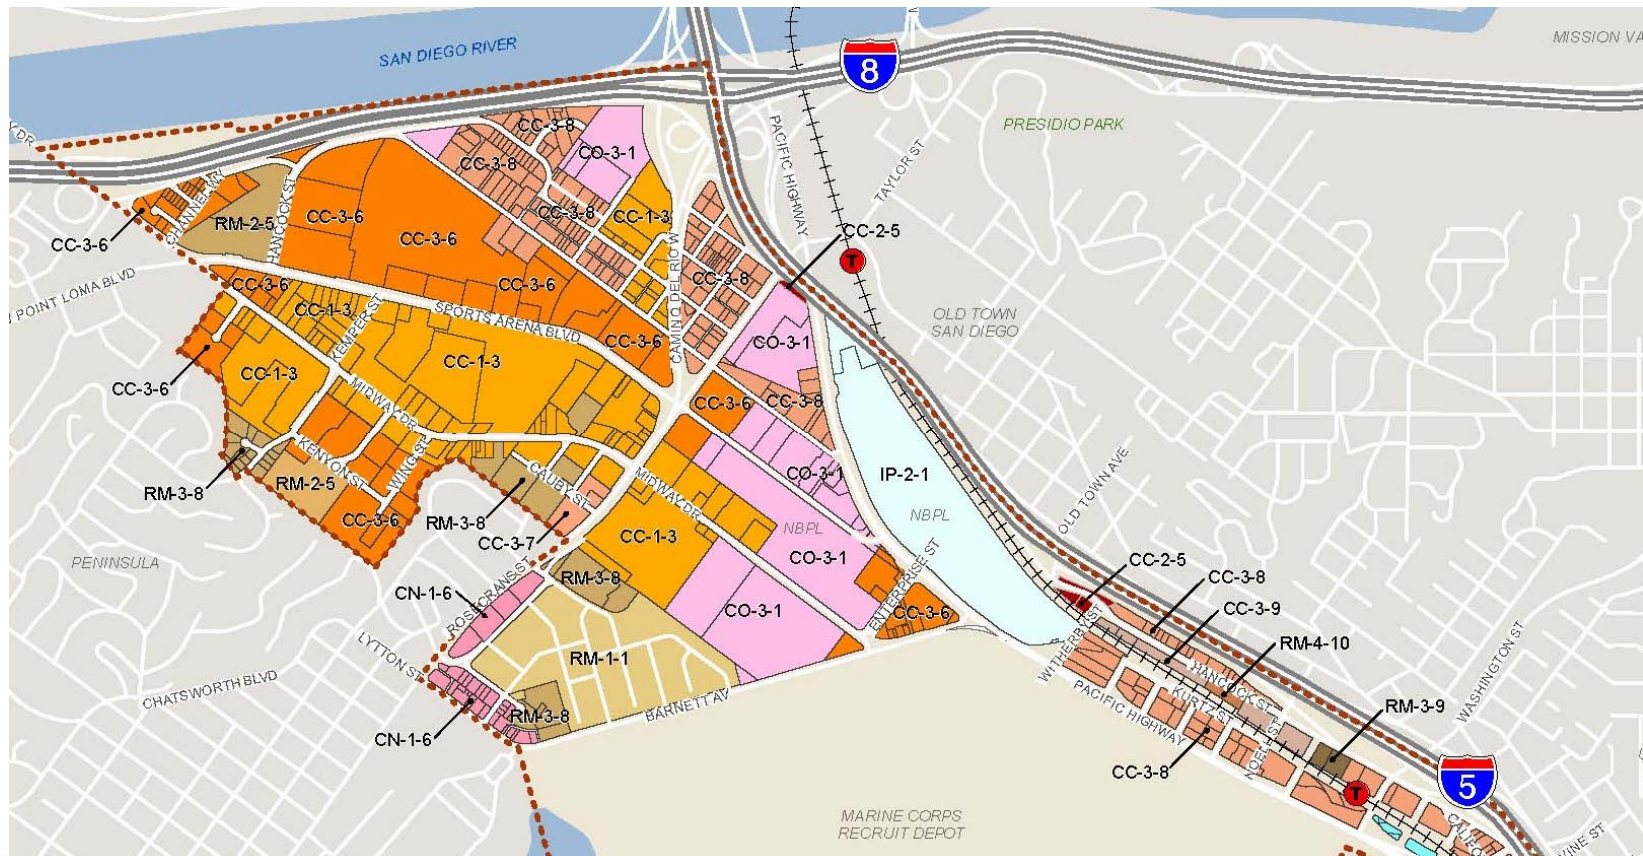 SAN DIEGO RIVER
8
MISSION VA
Y DR
PACIFIC HIGHWAY
TAYLOR ST
PRESIDIO PARK
CC-3-8
CC-3-8
CO-3-1
CHANNEL WY
HANCOCK ST
CC-3-6
RM-2-5
CC-3-6
CC-3-6
CC-3-8
CC-1-3
CC-2-5
T
POINT LOMA BLVD
CC-3-6
CC-3-6
CC-3-8
CAMINO DEL RIO W
CC-1-3
KEMPER ST
SPORTS ARENA BLVD
CC-3-6
CO-3-1
OLD TOWN
SAN DIEGO
CC-3-6
CC-1-3
CC-1-3
MIDWAY DR
CC-3-6
CC-3-8
KENYON ST
WING ST
RM-3-8
RM-2-5
CC-3-6
RM-3-8
CAUBY ST
CC-3-7
MIDWAY DR
CO-3-1
IP-2-1
NBPL
NBPL
OLD TOWN AVE
CC-1-3
CO-3-1
ENTERPRISE ST
PENINSULA
CN-1-6
ROSECRANS ST
RM-3-8
CO-3-1
CC-3-6
CC-2-5
CC-3-8
CC-3-9
RM-4-10
LYTTON ST
RM-1-1
WITHERBY ST
HANCOCK ST
KURTZ ST
PACIFIC HIGHWAY
WASHINGTON ST
CHATSWORTH BLVD
RM-3-8
BARNETT AV
CN-1-6
RM-3-9
NOELL ST
CC-3-8
5
T
MARINE CORPS
RECRUIT DEPOT
CALIFO
VINE ST